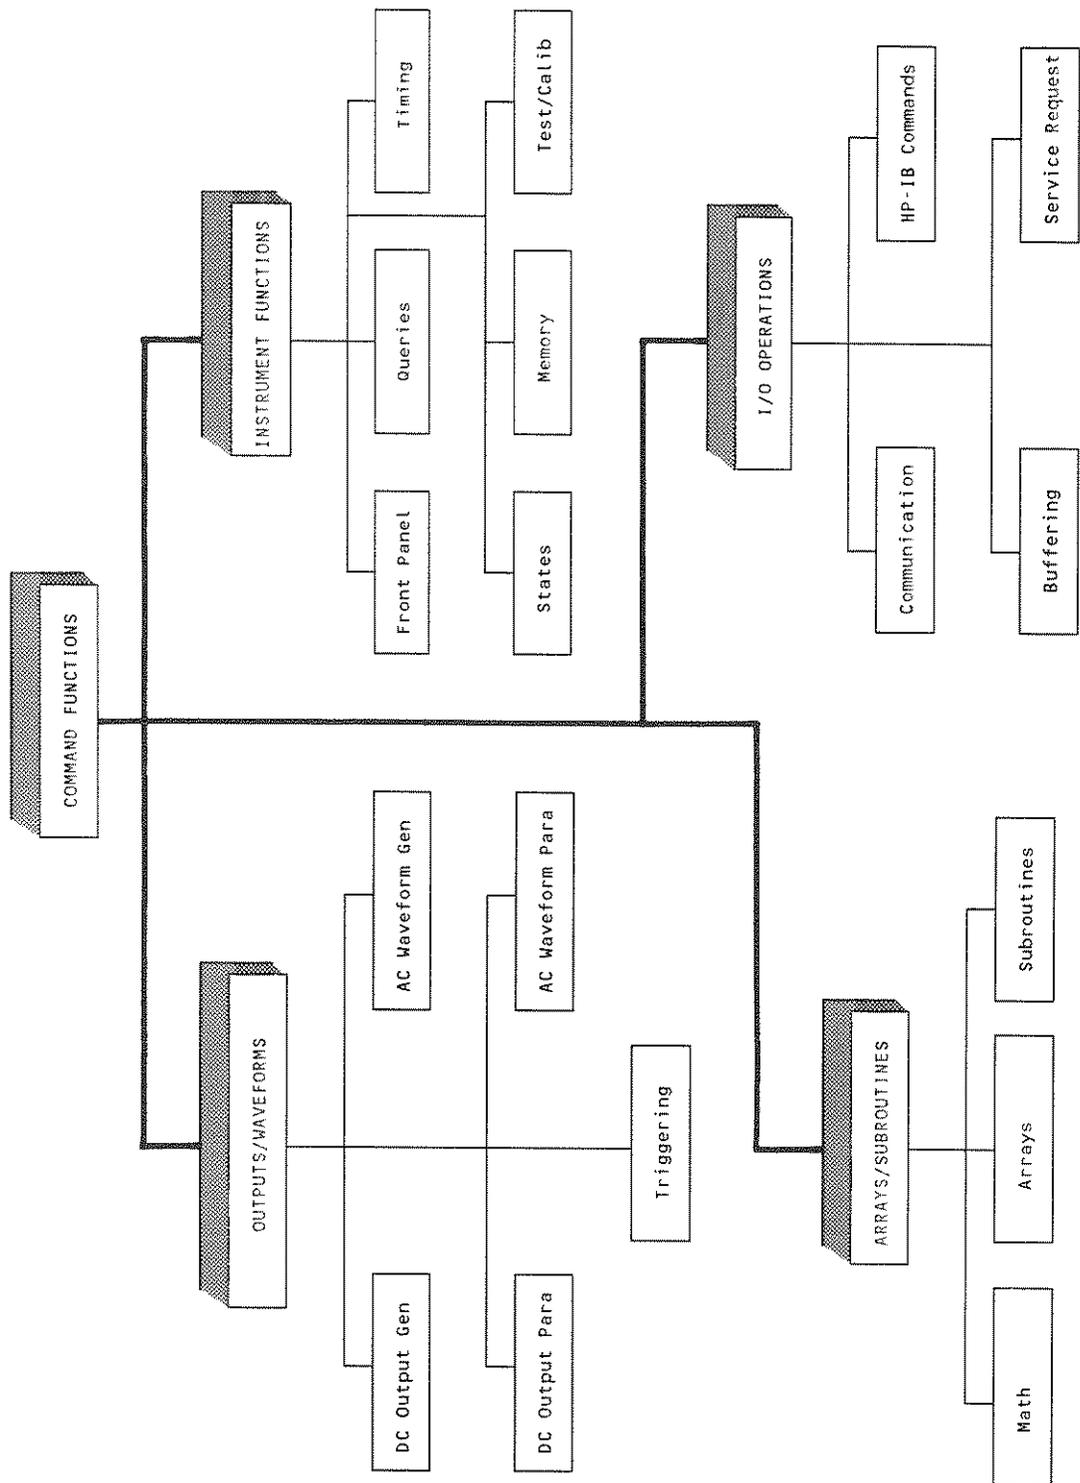 COMMAND FUNCTIONS
OUTPUTS/WAVEFORMS
DC Output Gen
AC Waveform Gen
DC Output Para
AC Waveform Para
Triggering
INSTRUMENT FUNCTIONS
Front Panel
Queries
Timing
States
Memory
Test/Calib
ARRAYS/SUBROUTINES
Math
Arrays
Subroutines
I/O OPERATIONS
Communication
HP-IB Commands
Buffering
Service Request